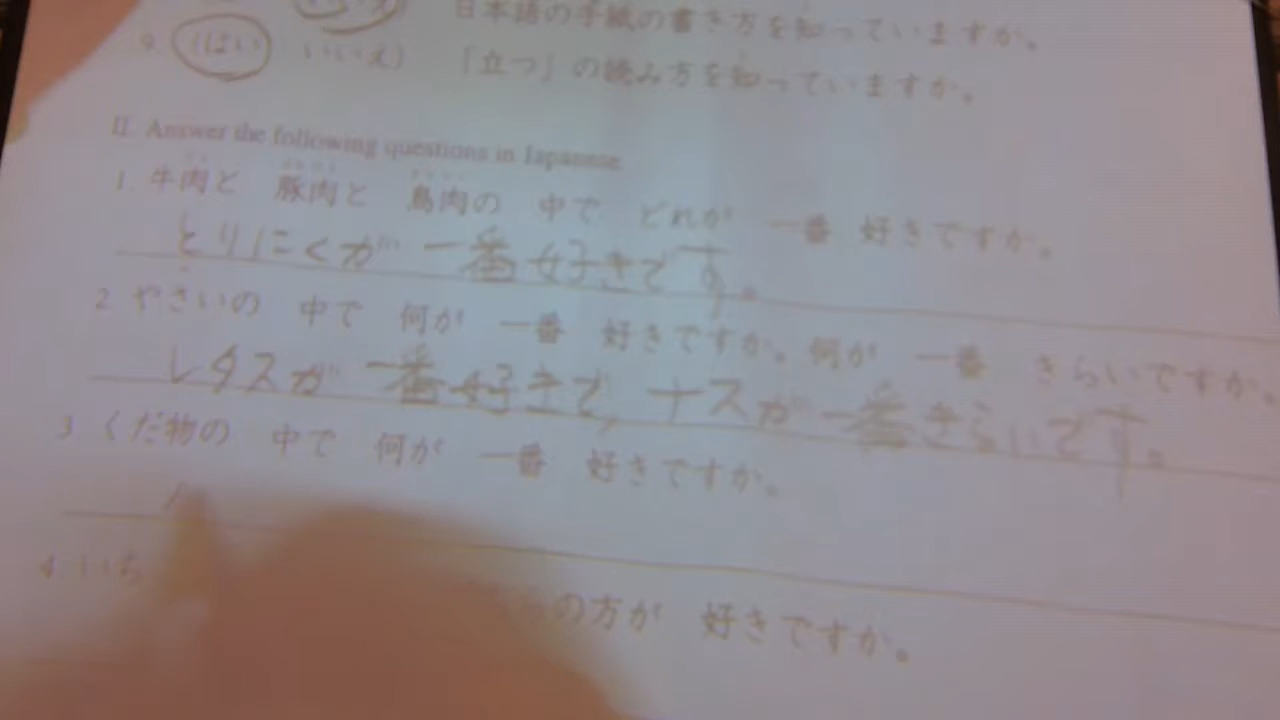 日本語の手紙の書き方を知っていますか。
9. (はい いいえ) 「立つ」の読み方を知っていますか。
II. Answer the following questions in Japanese.
1. 牛肉と 豚肉と 鳥肉の 中で どれが 一番 好きですか。
とりにくが 一番好きです。
2 やさいの 中で 何が 一番 好きですか。何が 一番 きらいですか。
レタスが 一番好きで、ナスが一番きらいです。
3 くだ物の 中で 何が 一番 好きですか。
4 いち の方が 好きですか。